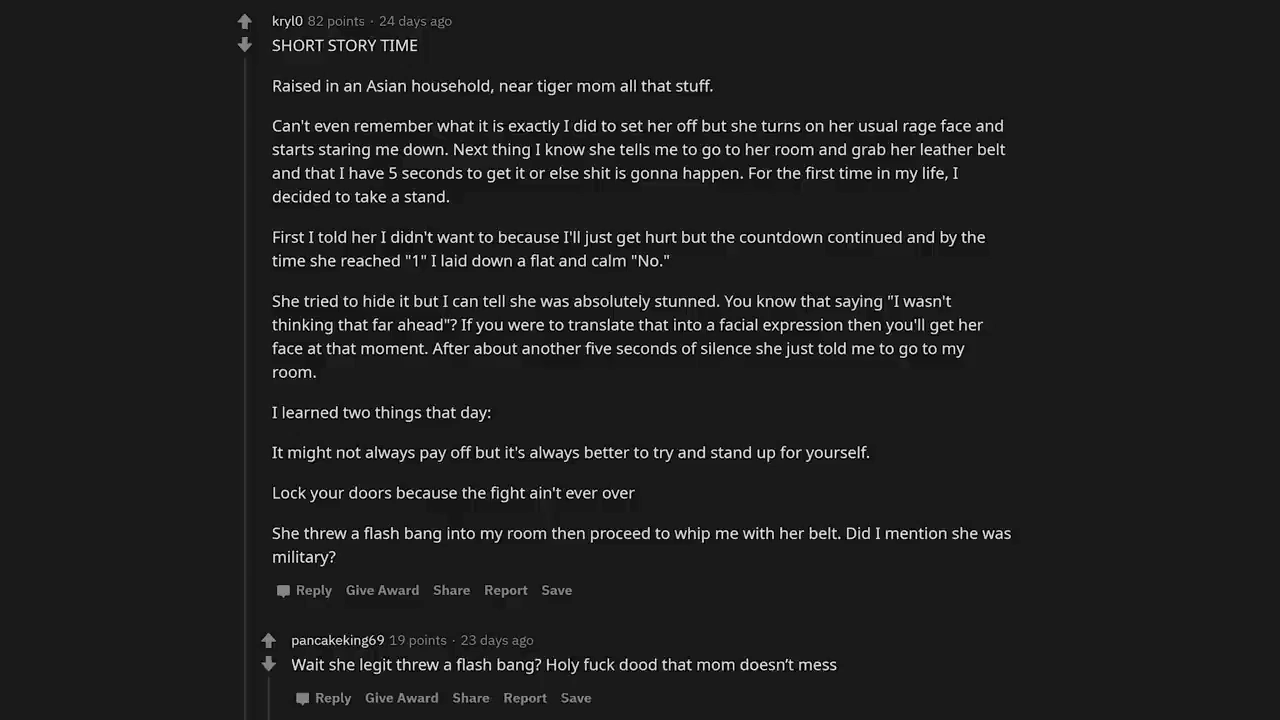 kryl0 82 points · 24 days ago
SHORT STORY TIME
Raised in an Asian household, near tiger mom all that stuff.
Can't even remember what it is exactly I did to set her off but she turns on her usual rage face and
starts staring me down. Next thing I know she tells me to go to her room and grab her leather belt
and that I have 5 seconds to get it or else shit is gonna happen. For the first time in my life, I
decided to take a stand.
First I told her I didn't want to because I'll just get hurt but the countdown continued and by the
time she reached "1" I laid down a flat and calm "No."
She tried to hide it but I can tell she was absolutely stunned. You know that saying "I wasn't
thinking that far ahead"? If you were to translate that into a facial expression then you'll get her
face at that moment. After about another five seconds of silence she just told me to go to my
room.
I learned two things that day:
It might not always pay off but it's always better to try and stand up for yourself.
Lock your doors because the fight ain't ever over
She threw a flash bang into my room then proceed to whip me with her belt. Did I mention she was
military?
Reply Give Award Share Report Save
pancakeking69 19 points · 23 days ago
Wait she legit threw a flash bang? Holy fuck dood that mom doesn’t mess
Reply Give Award Share Report Save